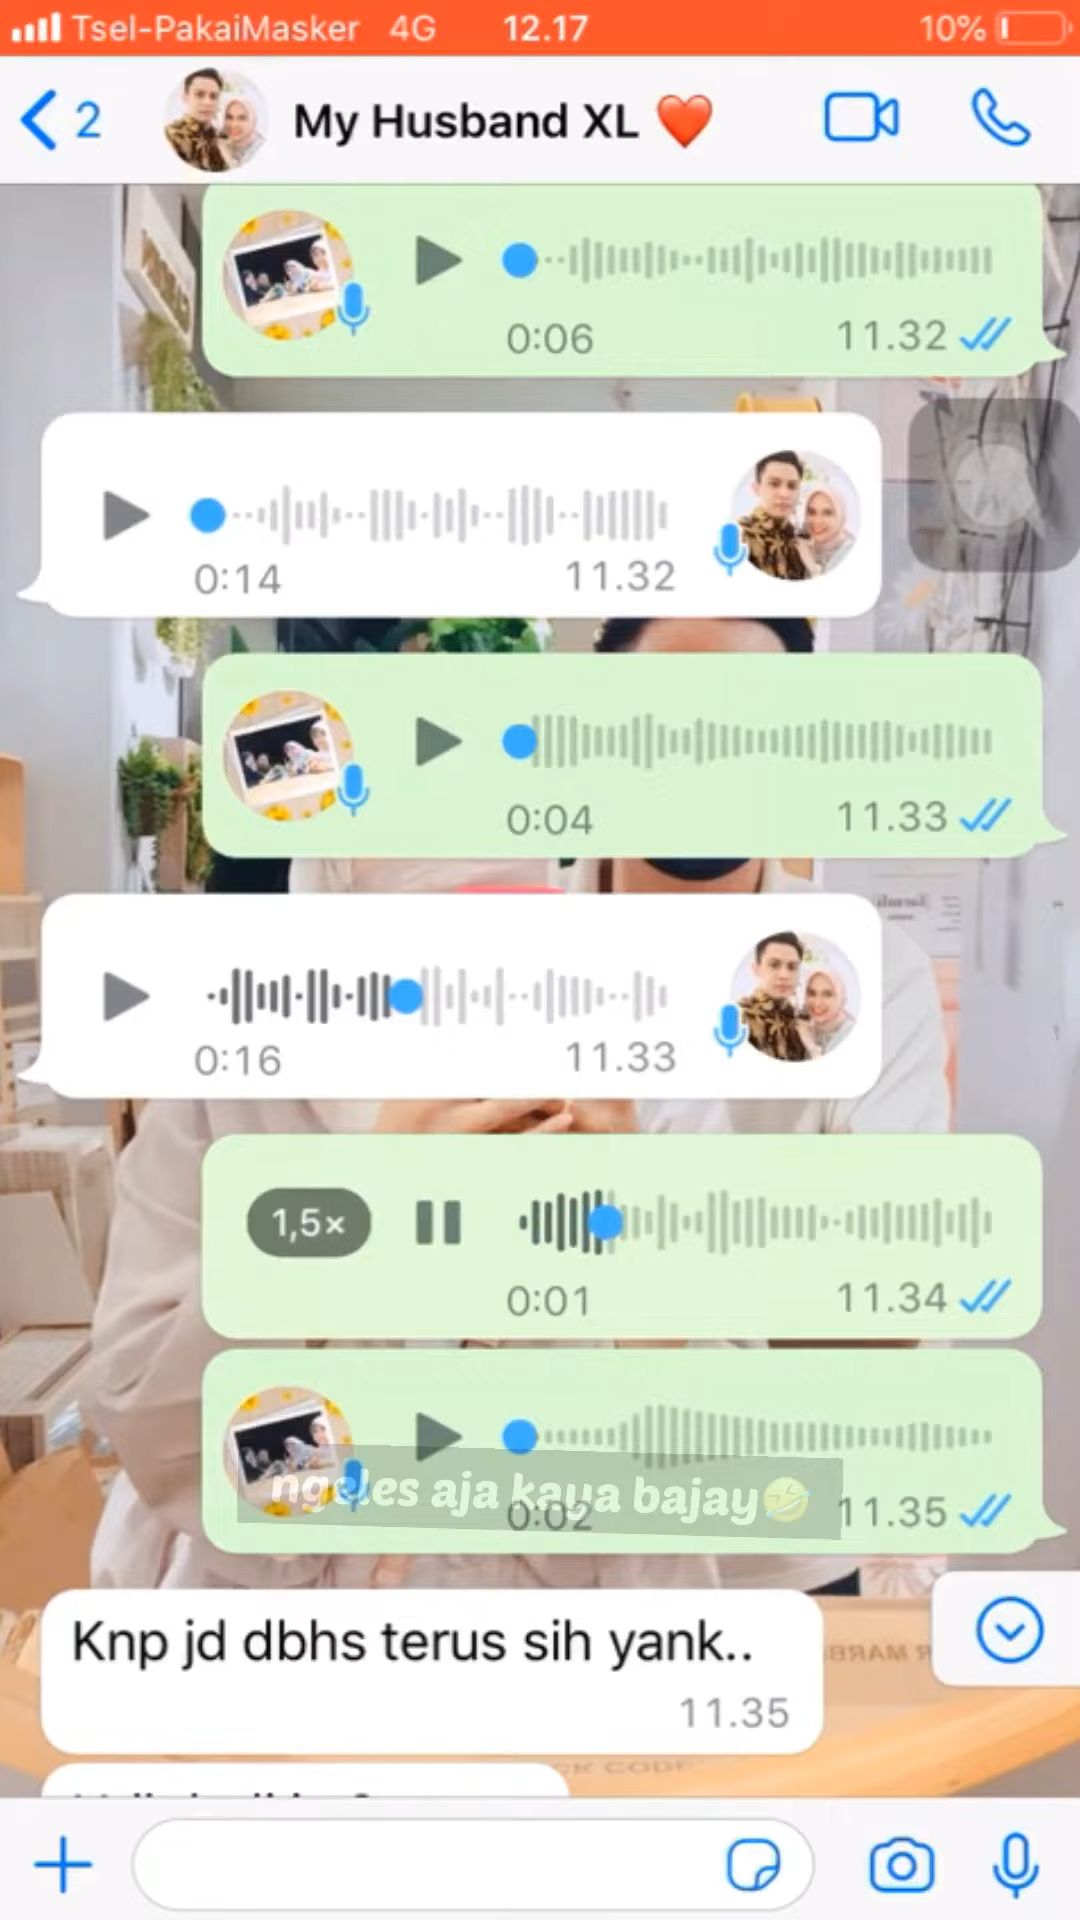 Tsel-PakaiMasker 4G 12.17 10%
2 My Husband XL ❤️
0:06 11.32
0:14 11.32
0:04 11.33
0:16 11.33
1,5×
0:01 11.34
ngeles aja kaya bajay🤣
0:02 11.35
Knp jd dbhs terus sih yank..
11.35